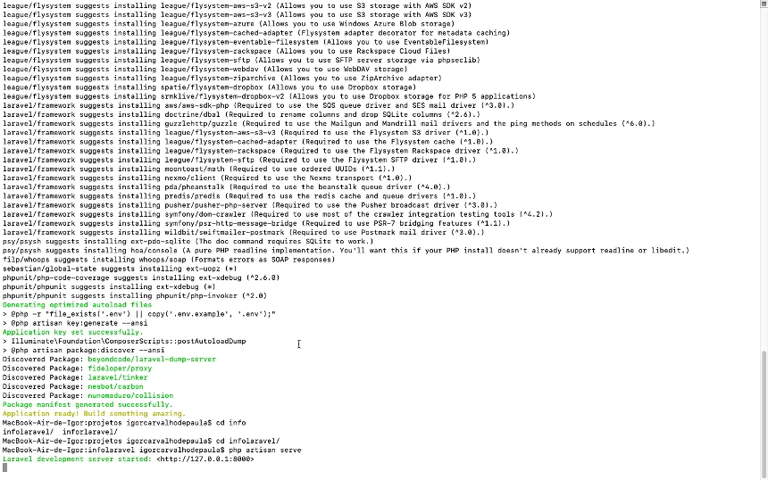 league/flysystem suggests installing league/flysystem-aws-s3-v2 (Allows you to use S3 storage with AWS SDK v2)
league/flysystem suggests installing league/flysystem-aws-s3-v3 (Allows you to use S3 storage with AWS SDK v3)
league/flysystem suggests installing league/flysystem-azure (Allows you to use Windows Azure Blob storage)
league/flysystem suggests installing league/flysystem-cached-adapter (Flysystem adapter decorator for metadata caching)
league/flysystem suggests installing league/flysystem-eventable-filesystem (Allows you to use EventableFilesystem)
league/flysystem suggests installing league/flysystem-rackspace (Allows you to use Rackspace Cloud Files)
league/flysystem suggests installing league/flysystem-sftp (Allows you to use SFTP server storage via phpseclib)
league/flysystem suggests installing league/flysystem-webdav (Allows you to use WebDAV storage)
league/flysystem suggests installing league/flysystem-ziparchive (Allows you to use ZipArchive adapter)
league/flysystem suggests installing spatie/flysystem-dropbox (Allows you to use Dropbox storage)
league/flysystem suggests installing srmklive/flysystem-dropbox-v2 (Allows you to use Dropbox storage for PHP 5 applications)
laravel/framework suggests installing aws/aws-sdk-php (Required to use the SQS queue driver and SES mail driver (^3.0).)
laravel/framework suggests installing doctrine/dbal (Required to rename columns and drop SQLite columns (^2.6).)
laravel/framework suggests installing guzzlehttp/guzzle (Required to use the Mailgun and Mandrill mail drivers and the ping methods on schedules (^6.0).)
laravel/framework suggests installing league/flysystem-aws-s3-v3 (Required to use the Flysystem S3 driver (^1.0).)
laravel/framework suggests installing league/flysystem-cached-adapter (Required to use the Flysystem cache (^1.0).)
laravel/framework suggests installing league/flysystem-rackspace (Required to use the Flysystem Rackspace driver (^1.0).)
laravel/framework suggests installing league/flysystem-sftp (Required to use the Flysystem SFTP driver (^1.0).)
laravel/framework suggests installing moontoast/math (Required to use ordered UUIDs (^1.1).)
laravel/framework suggests installing nexmo/client (Required to use the Nexmo transport (^1.0).)
laravel/framework suggests installing pda/pheanstalk (Required to use the beanstalk queue driver (^4.0).)
laravel/framework suggests installing predis/predis (Required to use the redis cache and queue drivers (^1.0).)
laravel/framework suggests installing pusher/pusher-php-server (Required to use the Pusher broadcast driver (^3.0).)
laravel/framework suggests installing symfony/dom-crawler (Required to use most of the crawler integration testing tools (^4.2).)
laravel/framework suggests installing symfony/psr-http-message-bridge (Required to use PSR-7 bridging features (^1.1).)
laravel/framework suggests installing wildbit/swiftmailer-postmark (Required to use Postmark mail driver (^3.0).)
psy/psysh suggests installing ext-pdo-sqlite (The doc command requires SQLite to work.)
psy/psysh suggests installing hoa/console (A pure PHP readline implementation. You'll want this if your PHP install doesn't already support readline or libedit.)
filp/whoops suggests installing whoops/soap (Formats errors as SOAP responses)
sebastian/global-state suggests installing ext-uopz (*)
phpunit/php-code-coverage suggests installing ext-xdebug (^2.6.0)
phpunit/phpunit suggests installing ext-xdebug (*)
phpunit/phpunit suggests installing phpunit/php-invoker (^2.0)
Generating optimized autoload files
> @php -r "file_exists('.env') || copy('.env.example', '.env');"
> @php artisan key:generate --ansi
Application key set successfully.
> Illuminate\Foundation\ComposerScripts::postAutoloadDump
> @php artisan package:discover --ansi
Discovered Package: beyondcode/laravel-dump-server
Discovered Package: fideloper/proxy
Discovered Package: laravel/tinker
Discovered Package: nesbot/carbon
Discovered Package: nunomaduro/collision
Package manifest generated successfully.
Application ready! Build something amazing.
MacBook-Air-de-Igor:projetos igorcarvalhodepaula$ cd info
infolaravel/ inforlaravel/
MacBook-Air-de-Igor:projetos igorcarvalhodepaula$ cd infolaravel/
MacBook-Air-de-Igor:infolaravel igorcarvalhodepaula$ php artisan serve
Laravel development server started: <http://127.0.0.1:8000>